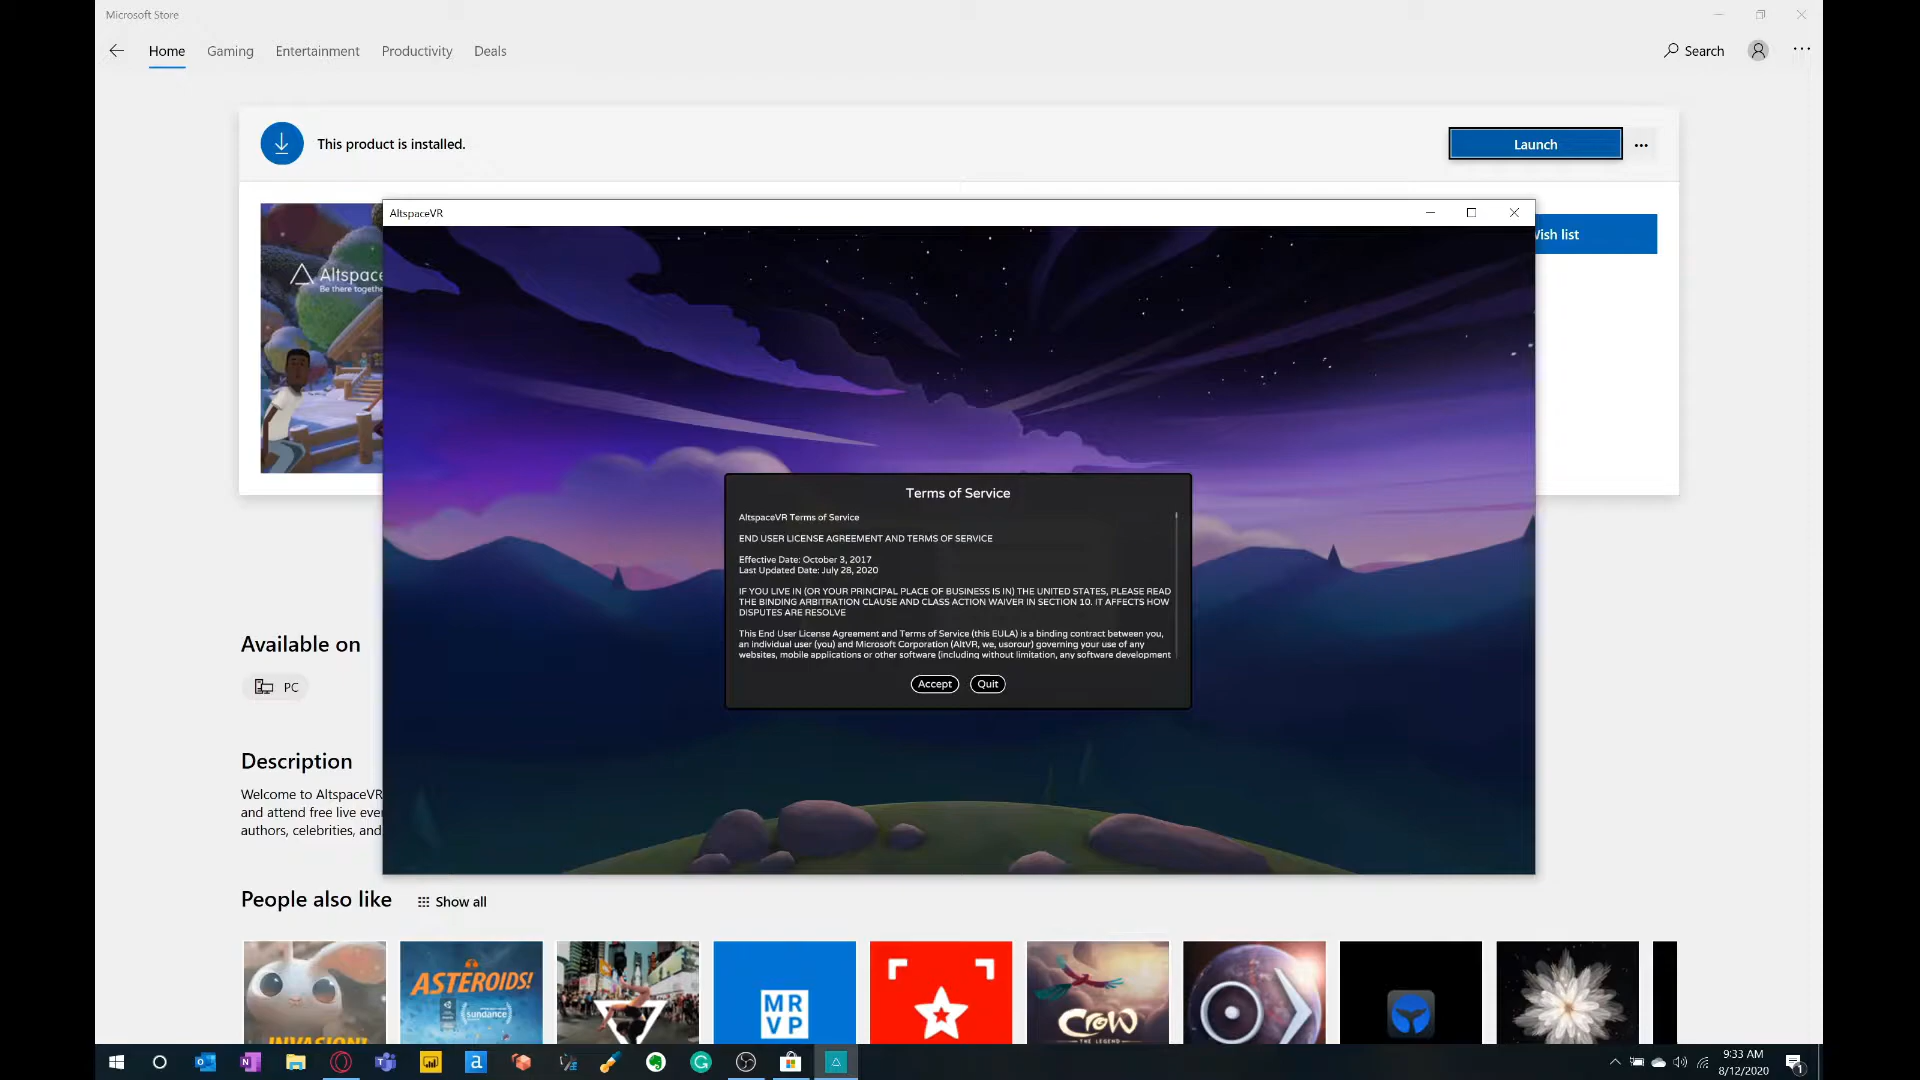 Microsoft Store
Home Gaming Entertainment Productivity Deals
Search
This product is installed.
Launch
AltspaceVR
ish list
Altspace
Be there togethe
Terms of Service
AltspaceVR Terms of Service
END USER LICENSE AGREEMENT AND TERMS OF SERVICE
Effective Date: October 3, 2017
Last Updated Date: July 28, 2020
IF YOU LIVE IN (OR YOUR PRINCIPAL PLACE OF BUSINESS IS IN) THE UNITED STATES, PLEASE READ
THE BINDING ARBITRATION CLAUSE AND CLASS ACTION WAIVER IN SECTION 10. IT AFFECTS HOW
DISPUTES ARE RESOLVE
This End User License Agreement and Terms of Service (this EULA) is a binding contract between you,
an individual user (you) and Microsoft Corporation (AltVR, we, usorour) governing your use of any
websites, mobile applications or other software (including without limitation, any software development
Accept Quit
Available on
PC
Description
Welcome to AltspaceVR
and attend free live eve
authors, celebrities, and
People also like Show all
INVASION!
ASTEROIDS!
sundance
MR
VP
CROW
THE LEGEND
9:33 AM
8/12/2020
1